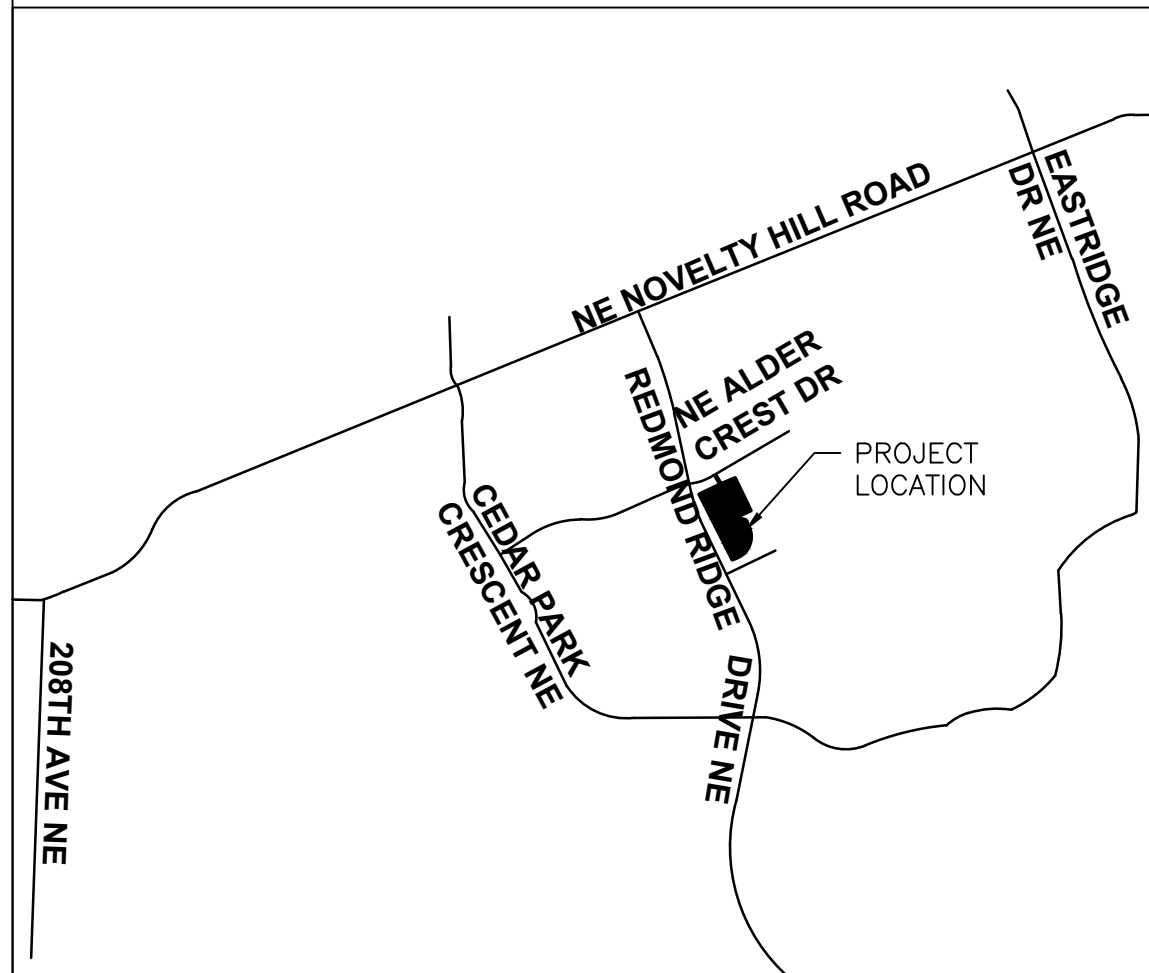 EASTRIDGE
DR NE
NE NOVELTY HILL ROAD
NE ALDER
CREST DR
REDMOND RIDGE
DRIVE NE
PROJECT
LOCATION
CEDAR PARK
CRESCENT NE
208TH AVE NE